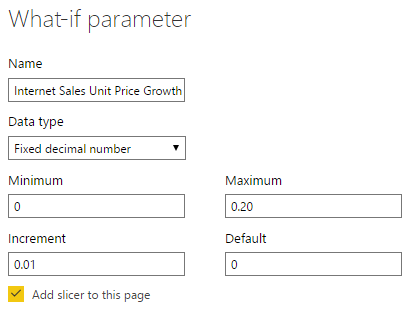 What-if parameter
Name
Internet Sales Unit Price Growth
Data type
Fixed decimal number
Minimum Maximum
0 0.20
Increment Default
0.01 0
Add slicer to this page